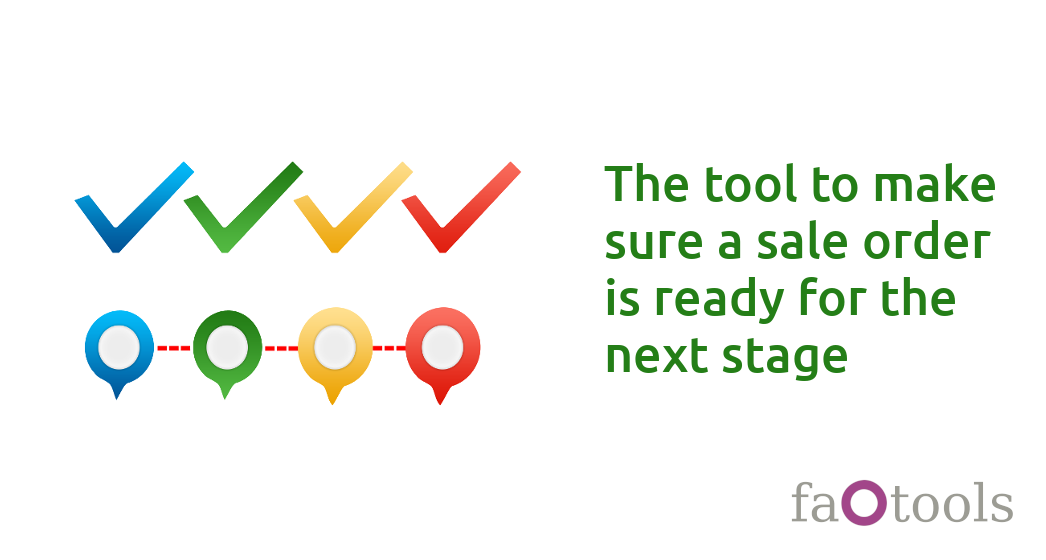 The tool to make
sure a sale order
is ready for the
next stage
faOtools